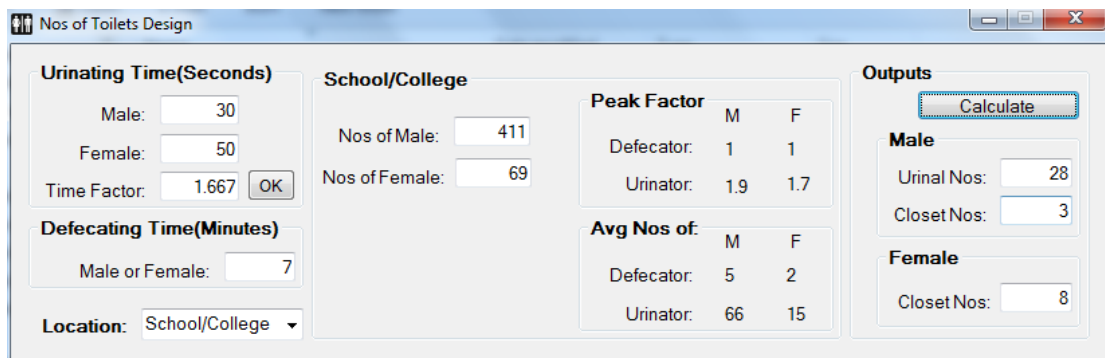 Nos of Toilets Design
Urinating Time(Seconds)
Male: 30
Female: 50
Time Factor: 1.667 OK
Defecating Time(Minutes)
Male or Female: 7
Location: School/College
School/College
Nos of Male: 411
Nos of Female: 69
Peak Factor
M F
Defecator: 1 1
Urinator: 1.9 1.7
Avg Nos of:
M F
Defecator: 5 2
Urinator: 66 15
Outputs
Calculate
Male
Urinal Nos: 28
Closet Nos: 3
Female
Closet Nos: 8